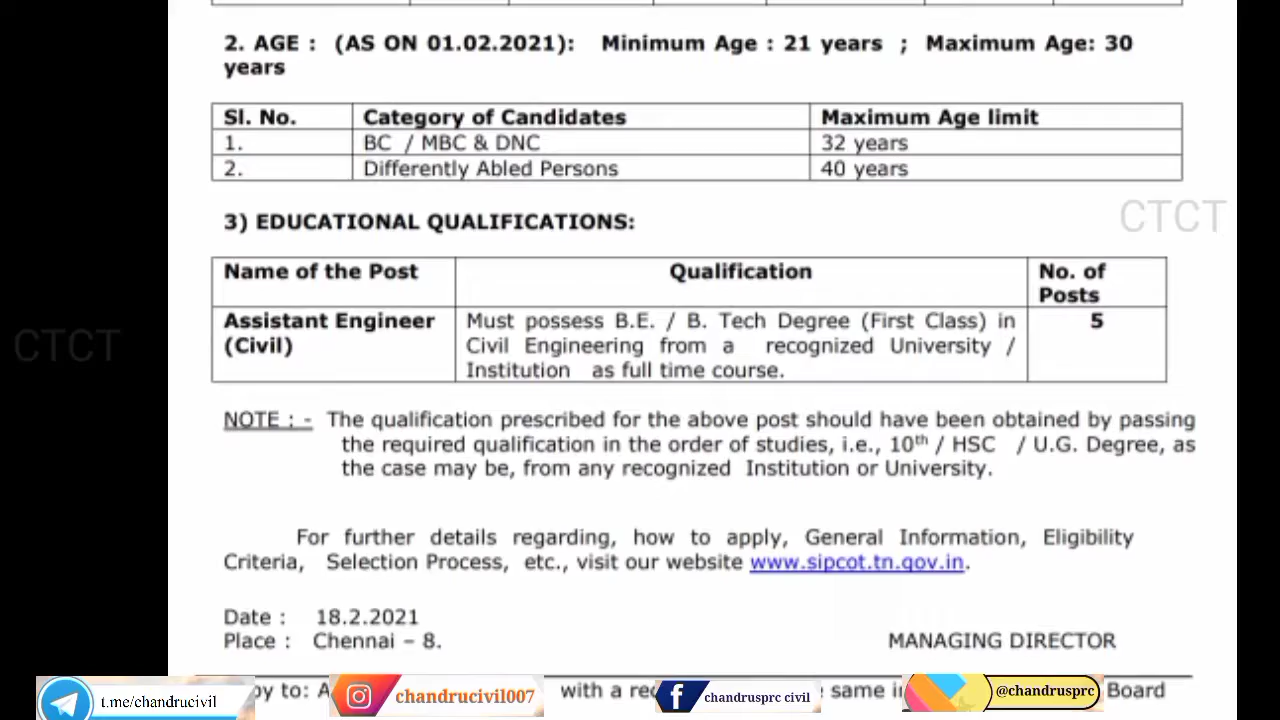 2. AGE : (AS ON 01.02.2021): Minimum Age : 21 years ; Maximum Age: 30
years
Sl. No. Category of Candidates Maximum Age limit
1. BC / MBC & DNC 32 years
2. Differently Abled Persons 40 years
3) EDUCATIONAL QUALIFICATIONS:
CTCT
Name of the Post Qualification No. of
Posts
Assistant Engineer Must possess B.E. / B. Tech Degree (First Class) in 5
(Civil) Civil Engineering from a recognized University /
Institution as full time course.
CTCT
NOTE : - The qualification prescribed for the above post should have been obtained by passing
the required qualification in the order of studies, i.e., 10th / HSC / U.G. Degree, as
the case may be, from any recognized Institution or University.
For further details regarding, how to apply, General Information, Eligibility
Criteria, Selection Process, etc., visit our website www.sipcot.tn.gov.in.
Date : 18.2.2021
Place : Chennai – 8. MANAGING DIRECTOR
to: with a same Board
t.me/chandrucivil chandrucivil007 chandrusprc civil @chandrusprc